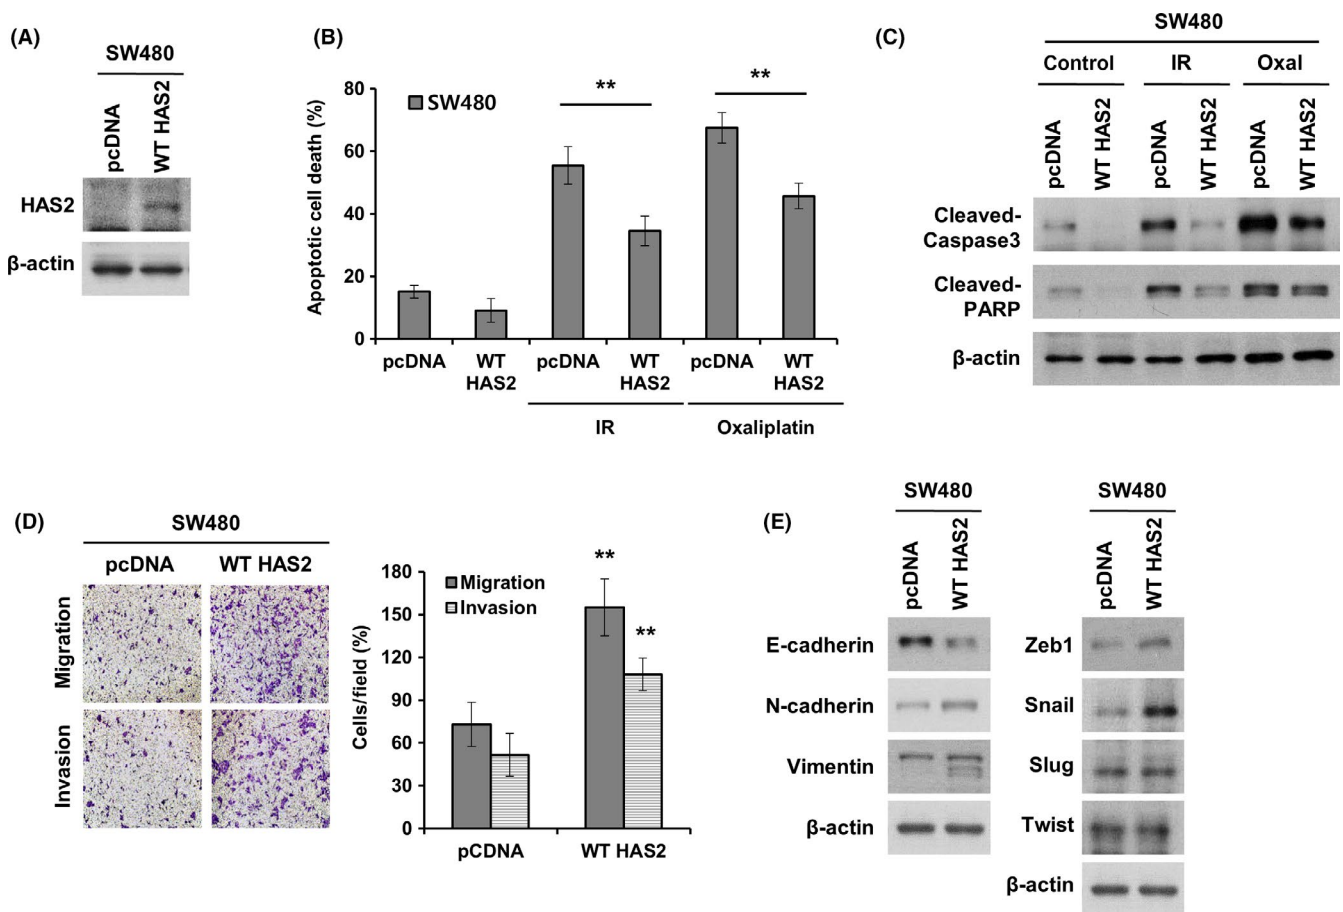 (A)
SW480
pcDNA
WT HAS2
HAS2
β-actin
(B)
Apoptotic cell death (%)
100
80
60
40
20
0
SW480
**
**
pcDNA
WT
HAS2
pcDNA
WT
HAS2
pcDNA
WT
HAS2
IR
Oxaliplatin
(C)
SW480
Control
IR
Oxal
pcDNA
WT HAS2
pcDNA
WT HAS2
pcDNA
WT HAS2
Cleaved-
Caspase3
Cleaved-
PARP
β-actin
(D)
SW480
pcDNA
WT HAS2
Migration
Invasion
Cells/field (%)
180
150
120
90
60
30
0
Migration
Invasion
**
**
pCDNA
WT HAS2
(E)
SW480
pcDNA
WT HAS2
E-cadherin
N-cadherin
Vimentin
β-actin
SW480
pcDNA
WT HAS2
Zeb1
Snail
Slug
Twist
β-actin